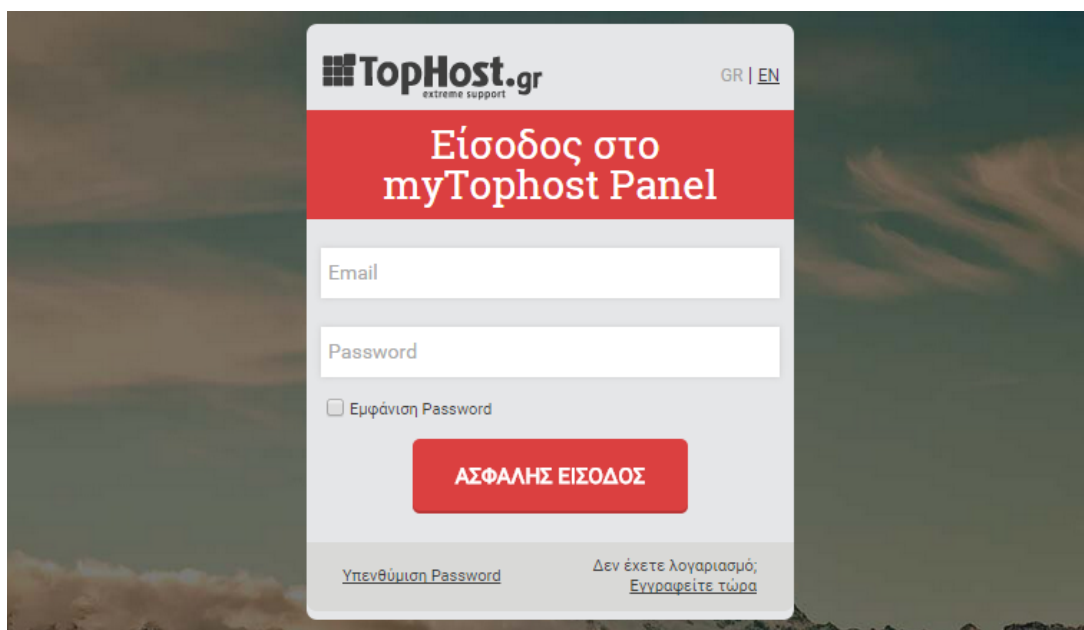 TopHost.gr
extreme support
GR | EN
Είσοδος στο
myTophost Panel
Email
Password
Εμφάνιση Password
ΑΣΦΑΛΗΣ ΕΙΣΟΔΟΣ
Υπενθύμιση Password
Δεν έχετε λογαριασμό;
Εγγραφείτε τώρα